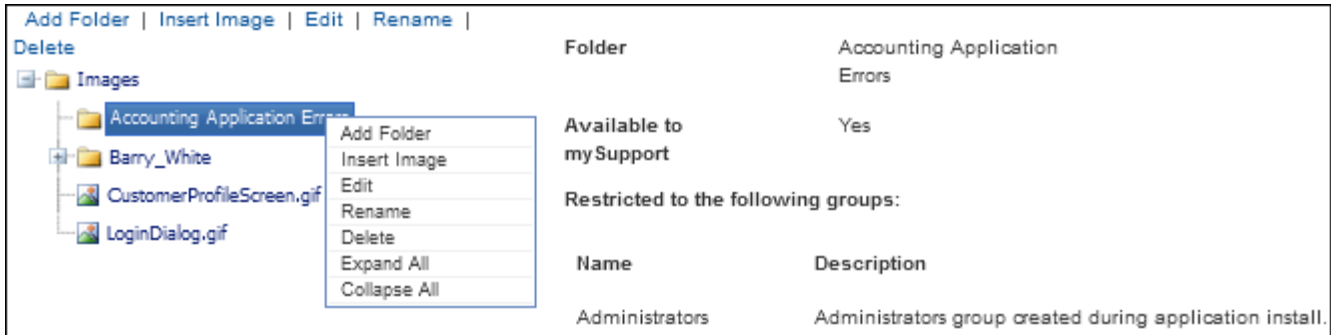 Add Folder | Insert Image | Edit | Rename |
Delete
Images
Accounting Application Errors
Barry_White
CustomerProfileScreen.gif
LoginDialog.gif
Add Folder
Insert Image
Edit
Rename
Delete
Expand All
Collapse All
Folder Accounting Application
Errors
Available to Yes
mySupport
Restricted to the following groups:
Name Description
Administrators Administrators group created during application install.